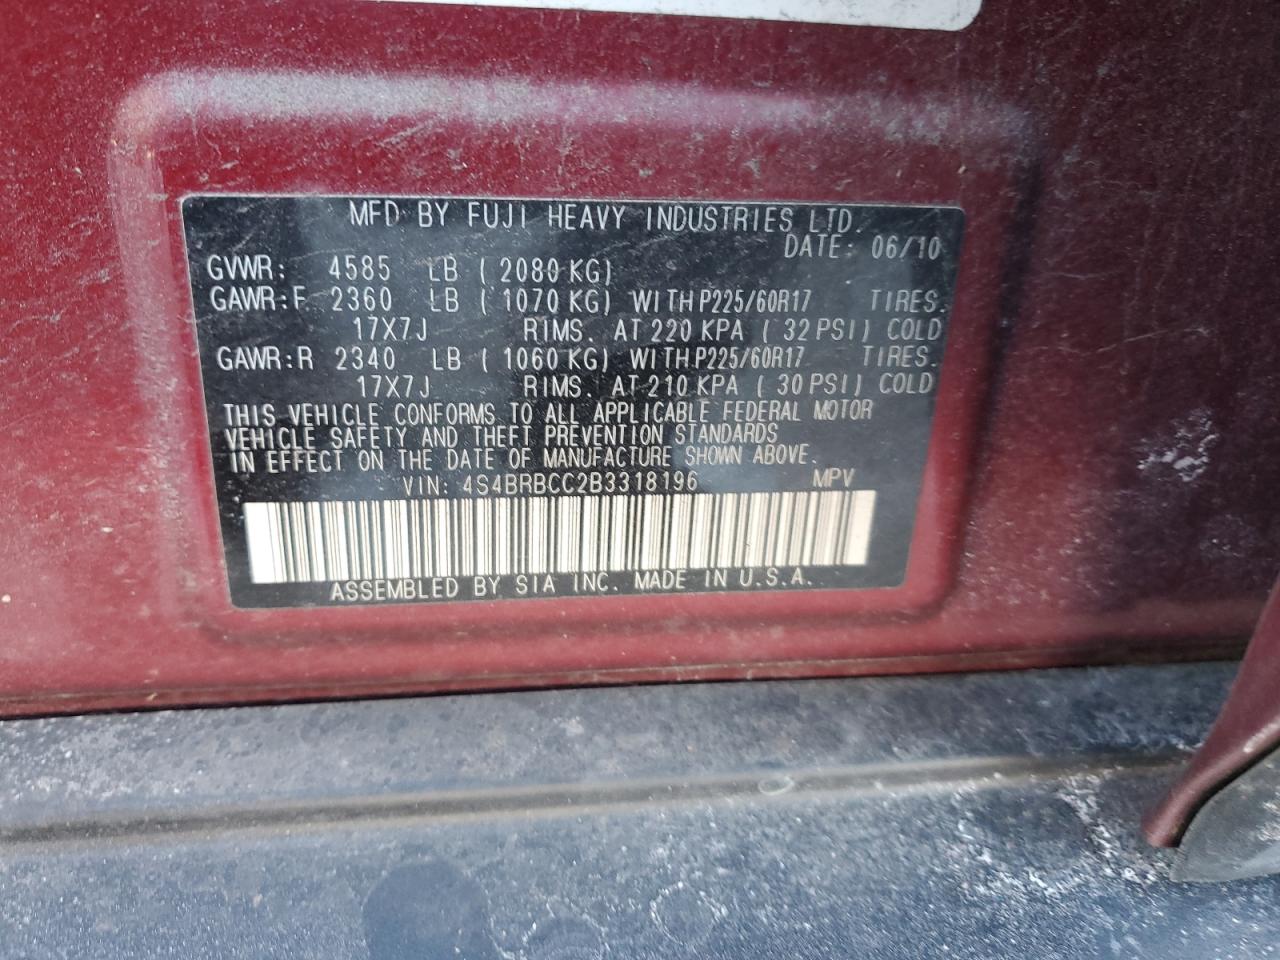 MFD BY FUJI HEAVY INDUSTRIES LTD.
DATE: 06/10
GVWR: 4585 LB (2080 KG)
GAWR:F 2360 LB (1070 KG) WITH P225/60R17 TIRES.
17X7J RIMS. AT 220 KPA (32 PSI) COLD
GAWR:R 2340 LB (1060 KG) WITH P225/60R17 TIRES.
17X7J RIMS. AT 210 KPA (30 PSI) COLD
THIS VEHICLE CONFORMS TO ALL APPLICABLE FEDERAL MOTOR
VEHICLE SAFETY AND THEFT PREVENTION STANDARDS
IN EFFECT ON THE DATE OF MANUFACTURE SHOWN ABOVE.
VIN: 4S4BRBCC2B3318196 MPV
ASSEMBLED BY SIA INC. MADE IN U.S.A.